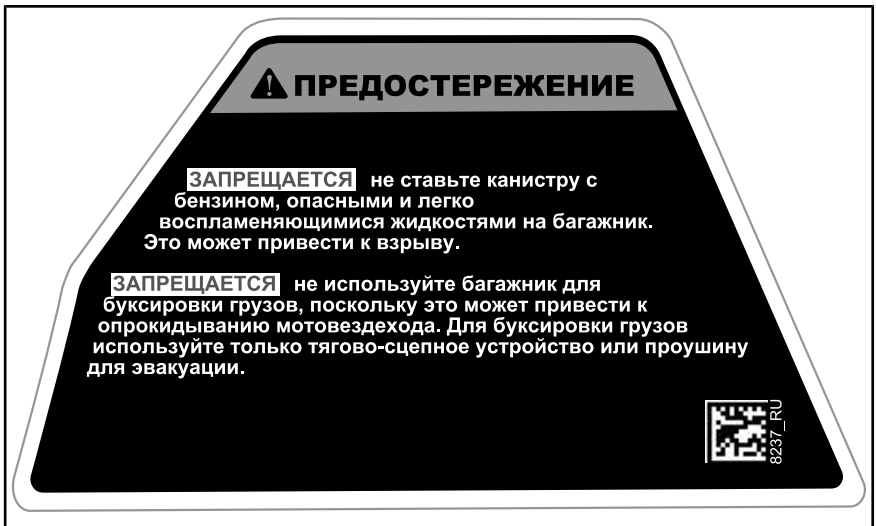 ПРЕДОСТЕРЕЖЕНИЕ
ЗАПРЕЩАЕТСЯ не ставьте канистру с
бензином, опасными и легко
воспламеняющимися жидкостями на багажник.
Это может привести к взрыву.
ЗАПРЕЩАЕТСЯ не используйте багажник для
буксировки грузов, поскольку это может привести к
опрокидыванию мотовездехода. Для буксировки грузов
используйте только тягово-сцепное устройство или проушину
для эвакуации.
8237_RU